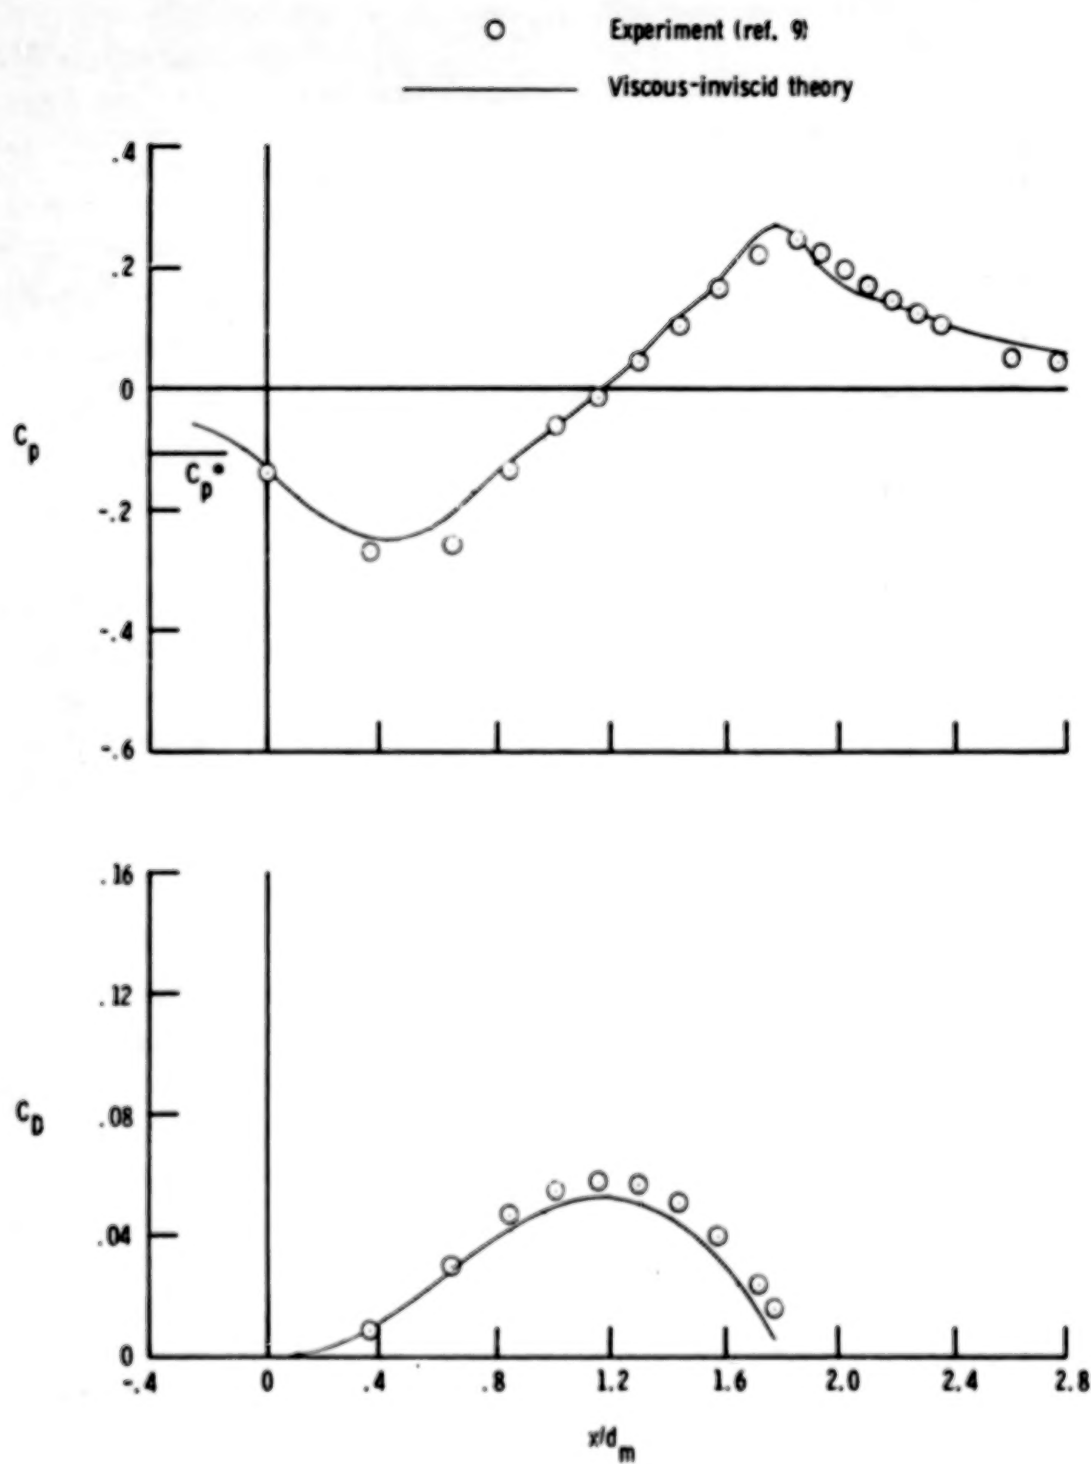 Experiment (ref. 9)
Viscous-inviscid theory
.4
.2
0
C_p
C_p*
-.2
-.4
-.6
.16
.12
C_D
.08
.04
0
-.4 0 .4 .8 1.2 1.6 2.0 2.4 2.8
x/d_m